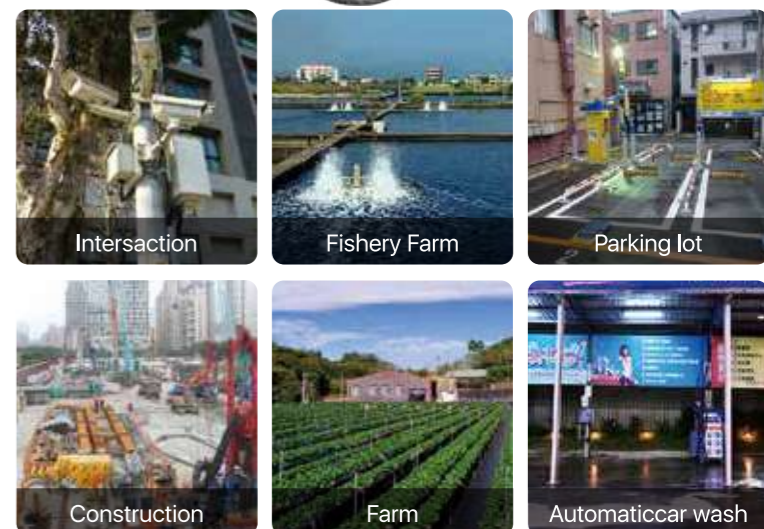 Intersaction
Fishery Farm
Parking lot
Construction
Farm
Automaticcar wash